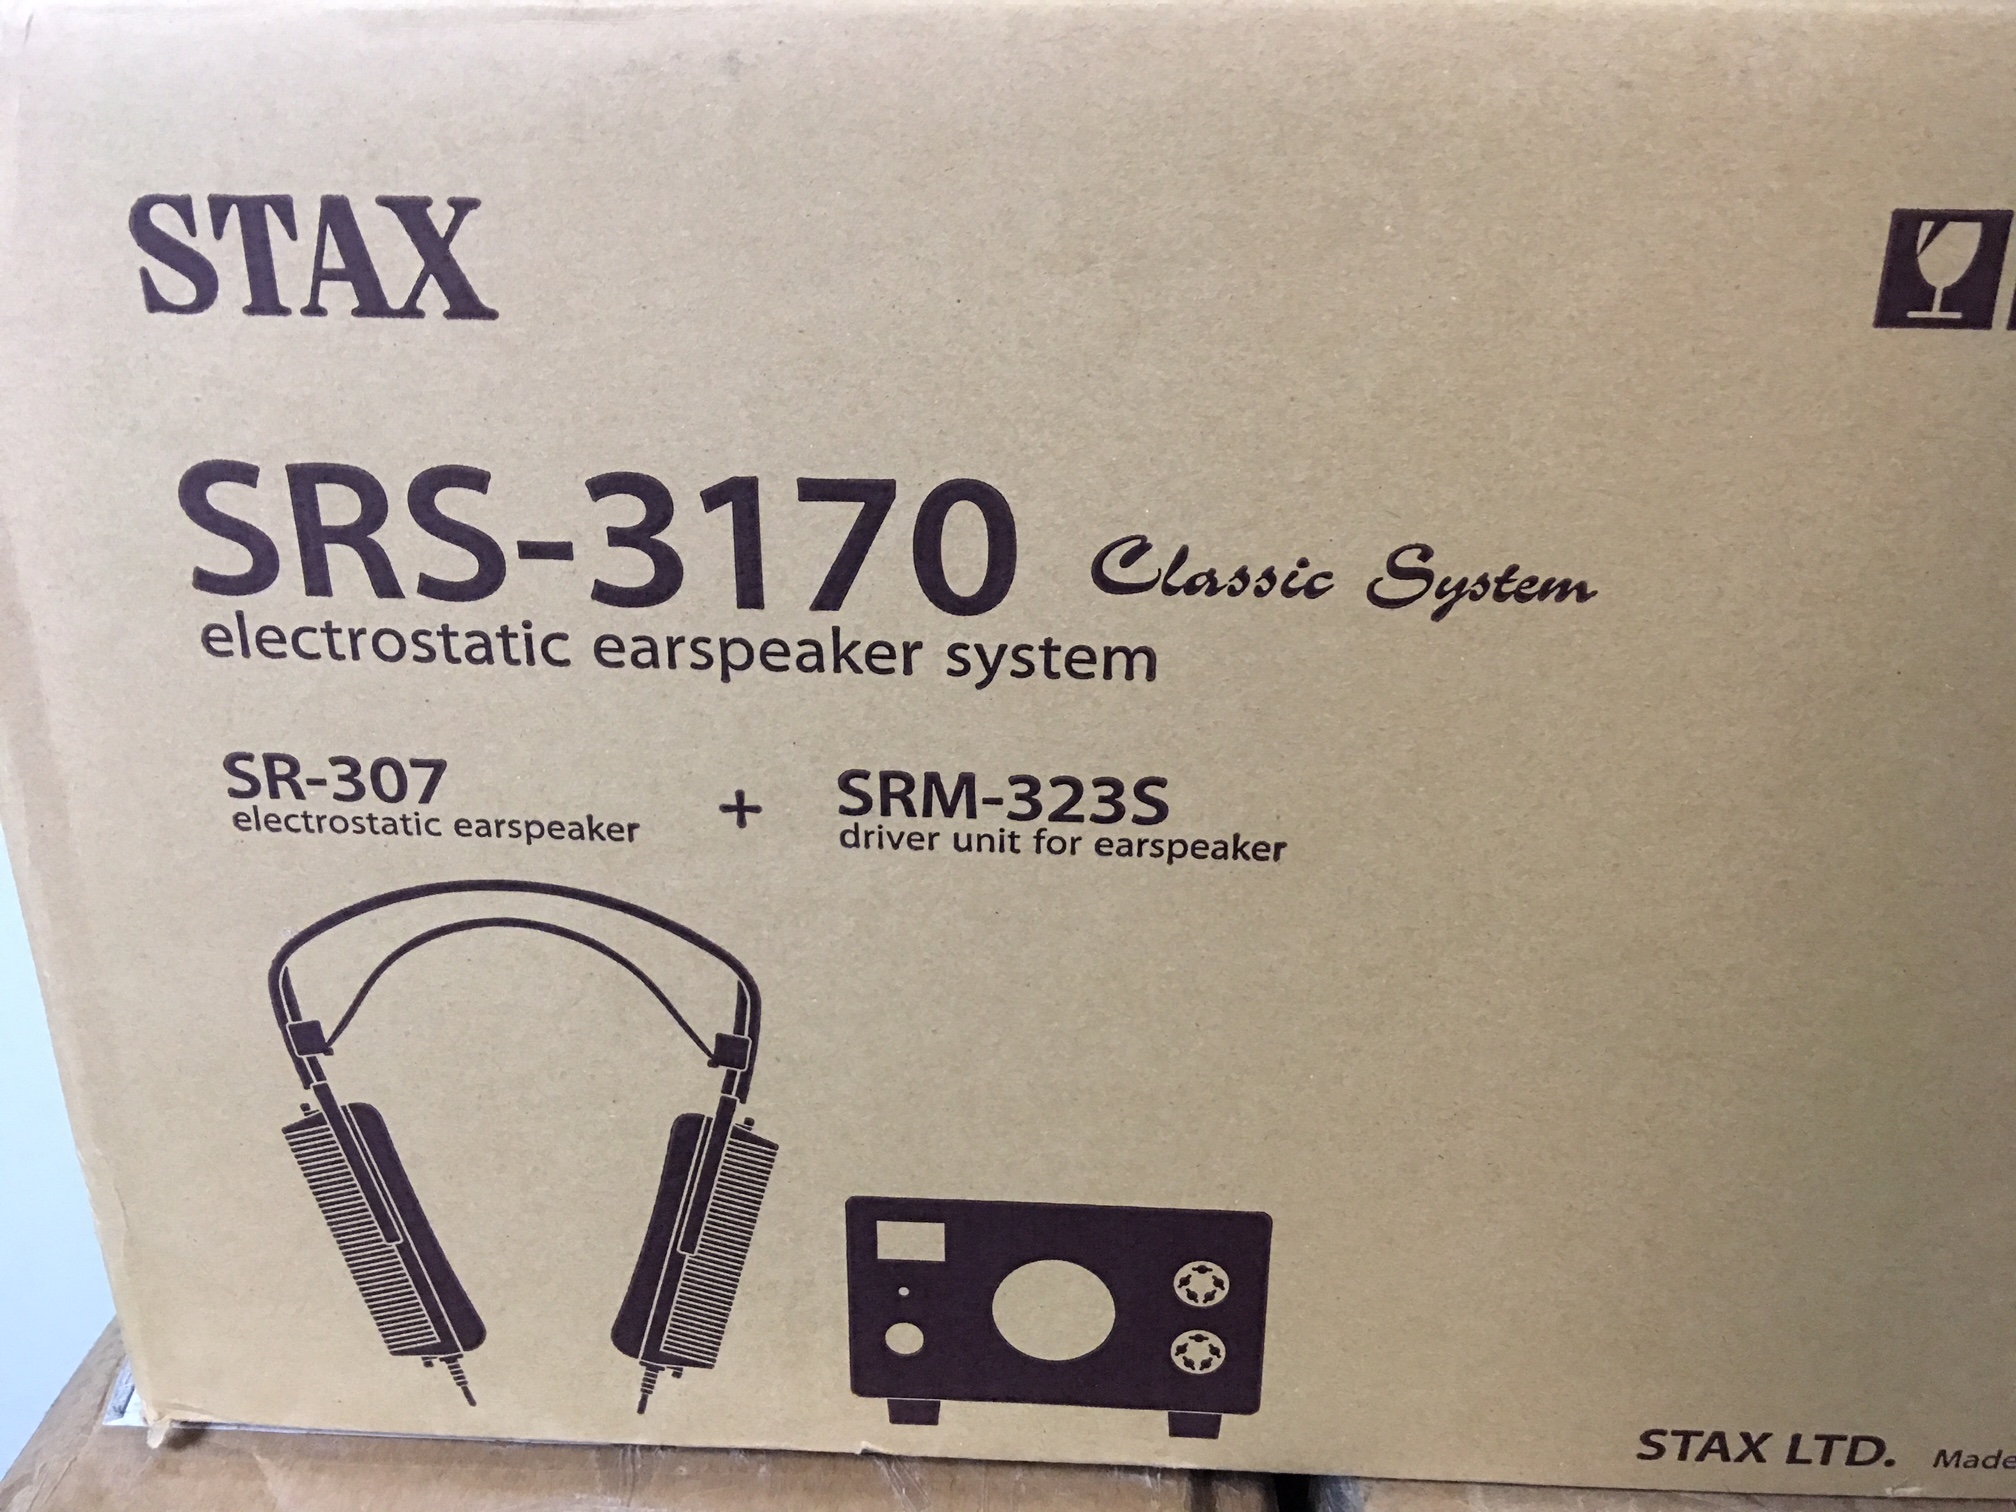 STAX
SRS-3170 Classic System
electrostatic earspeaker system
SR-307 + SRM-323S
electrostatic earspeaker driver unit for earspeaker
STAX LTD. Made